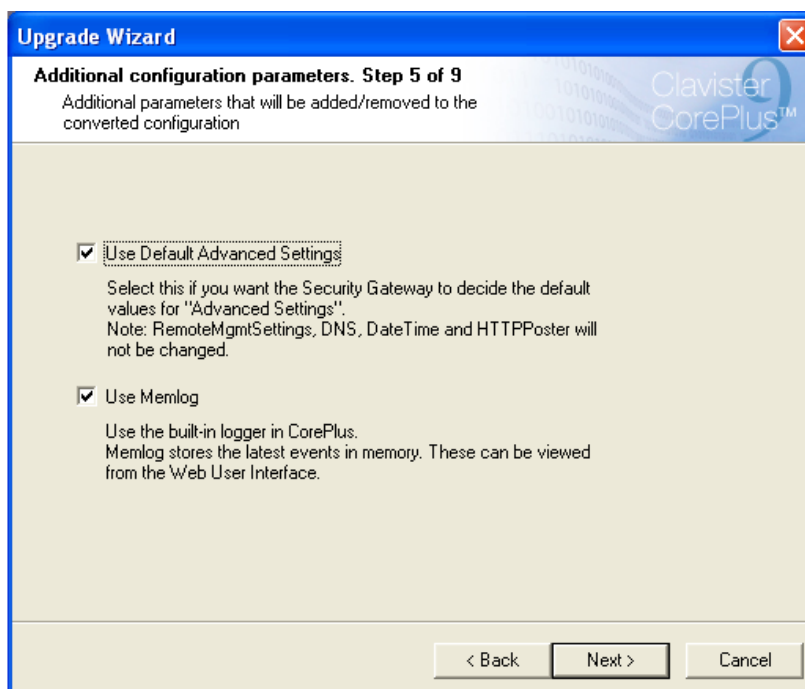 Upgrade Wizard
Additional configuration parameters. Step 5 of 9
Additional parameters that will be added/removed to the
converted configuration
Clavister
CorePlus™
9
Use Default Advanced Settings
Select this if you want the Security Gateway to decide the default
values for "Advanced Settings".
Note: RemoteMgmtSettings, DNS, DateTime and HTTPPoster will
not be changed.
Use Memlog
Use the built-in logger in CorePlus.
Memlog stores the latest events in memory. These can be viewed
from the Web User Interface.
< Back
Next >
Cancel